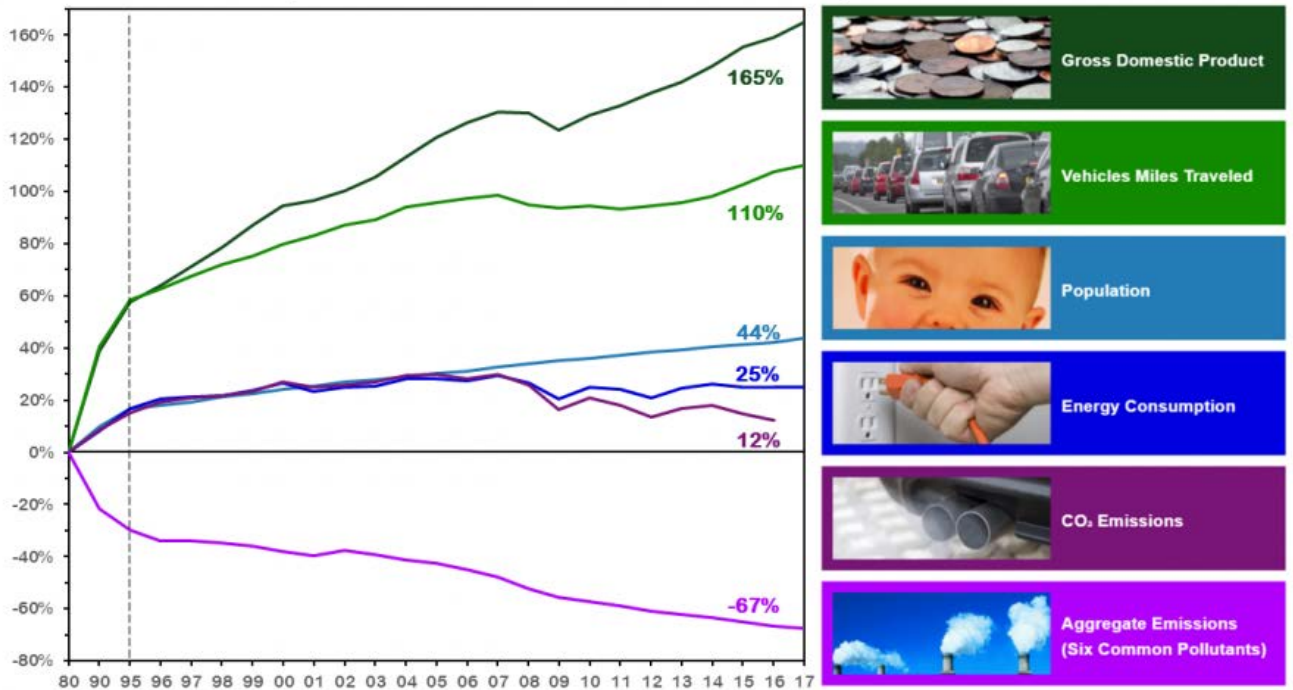 160%
140%
120%
100%
80%
60%
40%
20%
0%
-20%
-40%
-60%
-80%
80 90 95 96 97 98 99 00 01 02 03 04 05 06 07 08 09 10 11 12 13 14 15 16 17
165%
110%
44%
25%
12%
-67%
Gross Domestic Product
Vehicles Miles Traveled
Population
Energy Consumption
CO₂ Emissions
Aggregate Emissions
(Six Common Pollutants)